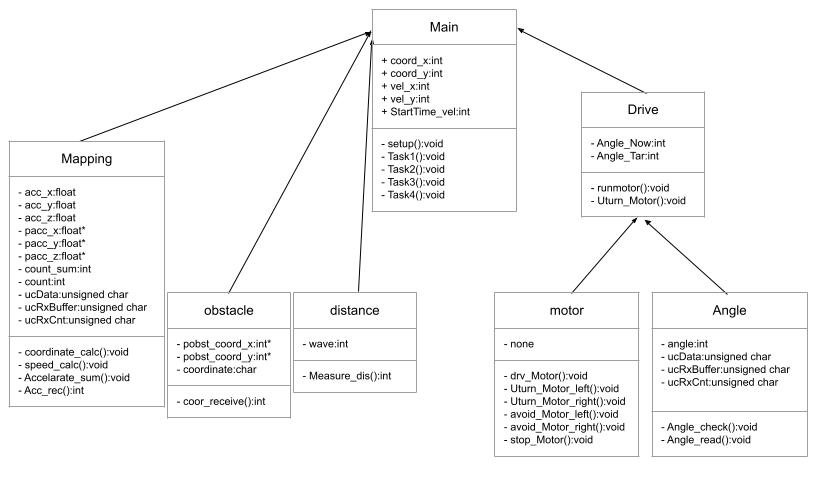 Main
+ coord_x:int
+ coord_y:int
+ vel_x:int
+ vel_y:int
+ StartTime_vel:int
- setup():void
- Task1():void
- Task2():void
- Task3():void
- Task4():void
Drive
- Angle_Now:int
- Angle_Tar:int
- runmotor():void
- Uturn_Motor():void
Mapping
- acc_x:float
- acc_y:float
- acc_z:float
- pacc_x:float*
- pacc_y:float*
- pacc_z:float*
- count_sum:int
- count:int
- ucData:unsigned char
- ucRxBuffer:unsigned char
- ucRxCnt:unsigned char
- coordinate_calc():void
- speed_calc():void
- Accelarate_sum():void
- Acc_rec():int
obstacle
- pobst_coord_x:int*
- pobst_coord_y:int*
- coordinate:char
- coor_receive():int
distance
- wave:int
- Measure_dis():int
motor
- none
- drv_Motor():void
- Uturn_Motor_left():void
- Uturn_Motor_right():void
- avoid_Motor_left():void
- avoid_Motor_right():void
- stop_Motor():void
Angle
- angle:int
- ucData:unsigned char
- ucRxBuffer:unsigned char
- ucRxCnt:unsigned char
- Angle_check():void
- Angle_read():void